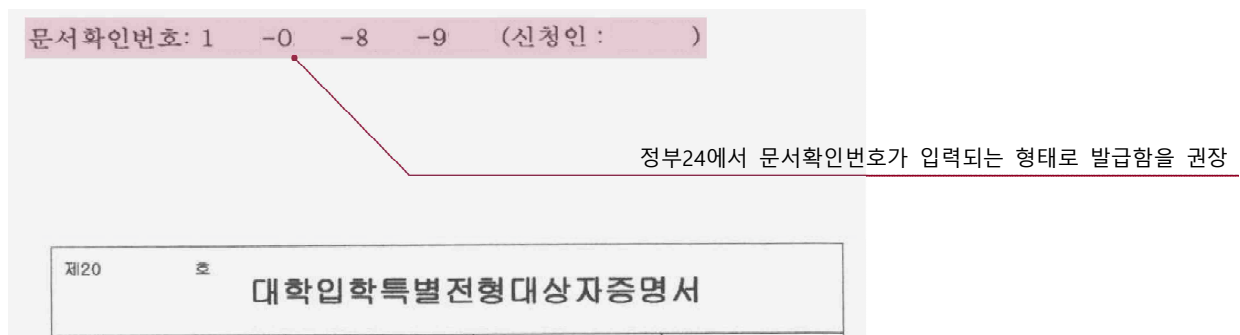 문서확인번호: 1 -0 -8 -9 (신청인 : )
정부24에서 문서확인번호가 입력되는 형태로 발급함을 권장
제20 호
대학입학특별전형대상자증명서